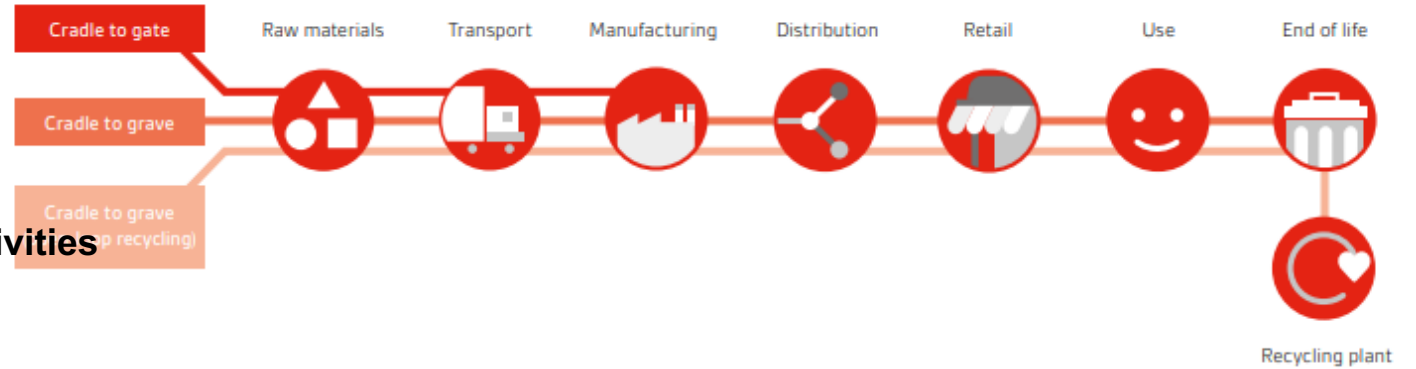 Cradle to gate
Raw materials
Transport
Manufacturing
Distribution
Retail
Use
End of life
Cradle to grave
Cradle to grave
recycling)
ivities
Recycling plant